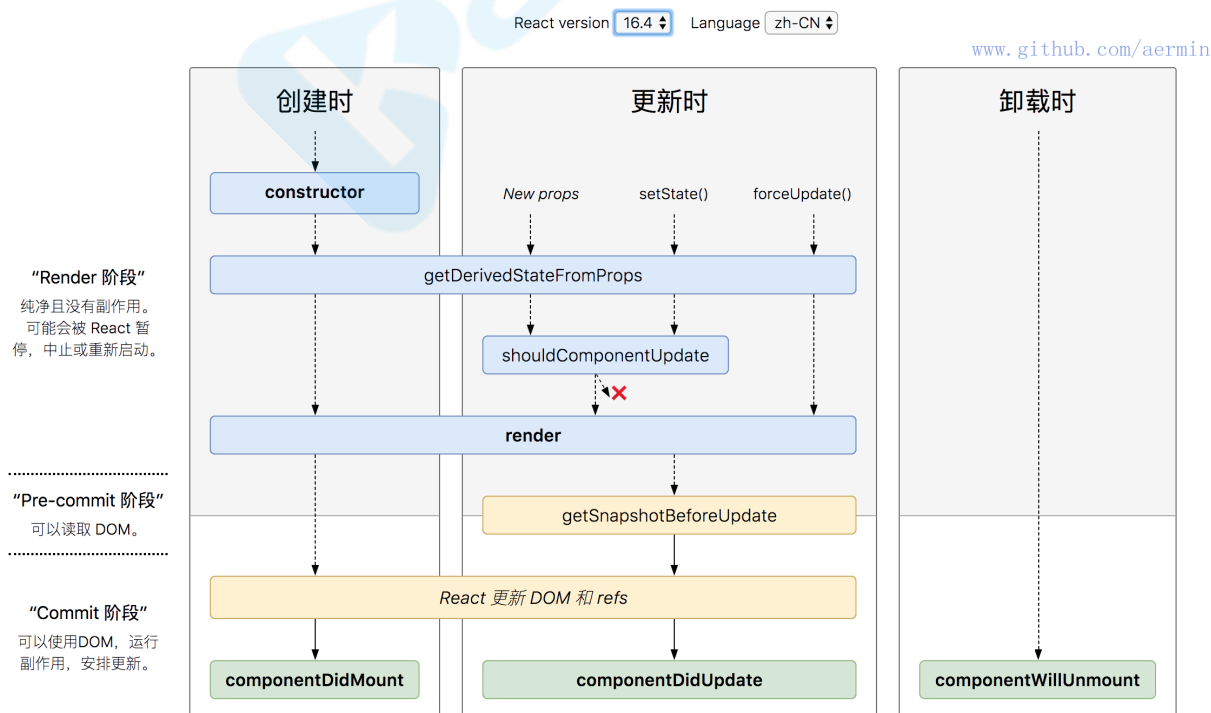 React version 16.4 Language zh-CN
www.github.com/aermin
创建时
更新时
卸载时
constructor
New props
setState()
forceUpdate()
getDerivedStateFromProps
“Render 阶段”
纯净且没有副作用。
可能会被 React 暂
停，中止或重新启动。
shouldComponentUpdate
render
“Pre-commit 阶段”
可以读取 DOM。
getSnapshotBeforeUpdate
React 更新 DOM 和 refs
“Commit 阶段”
可以使用DOM，运行
副作用，安排更新。
componentDidMount
componentDidUpdate
componentWillUnmount